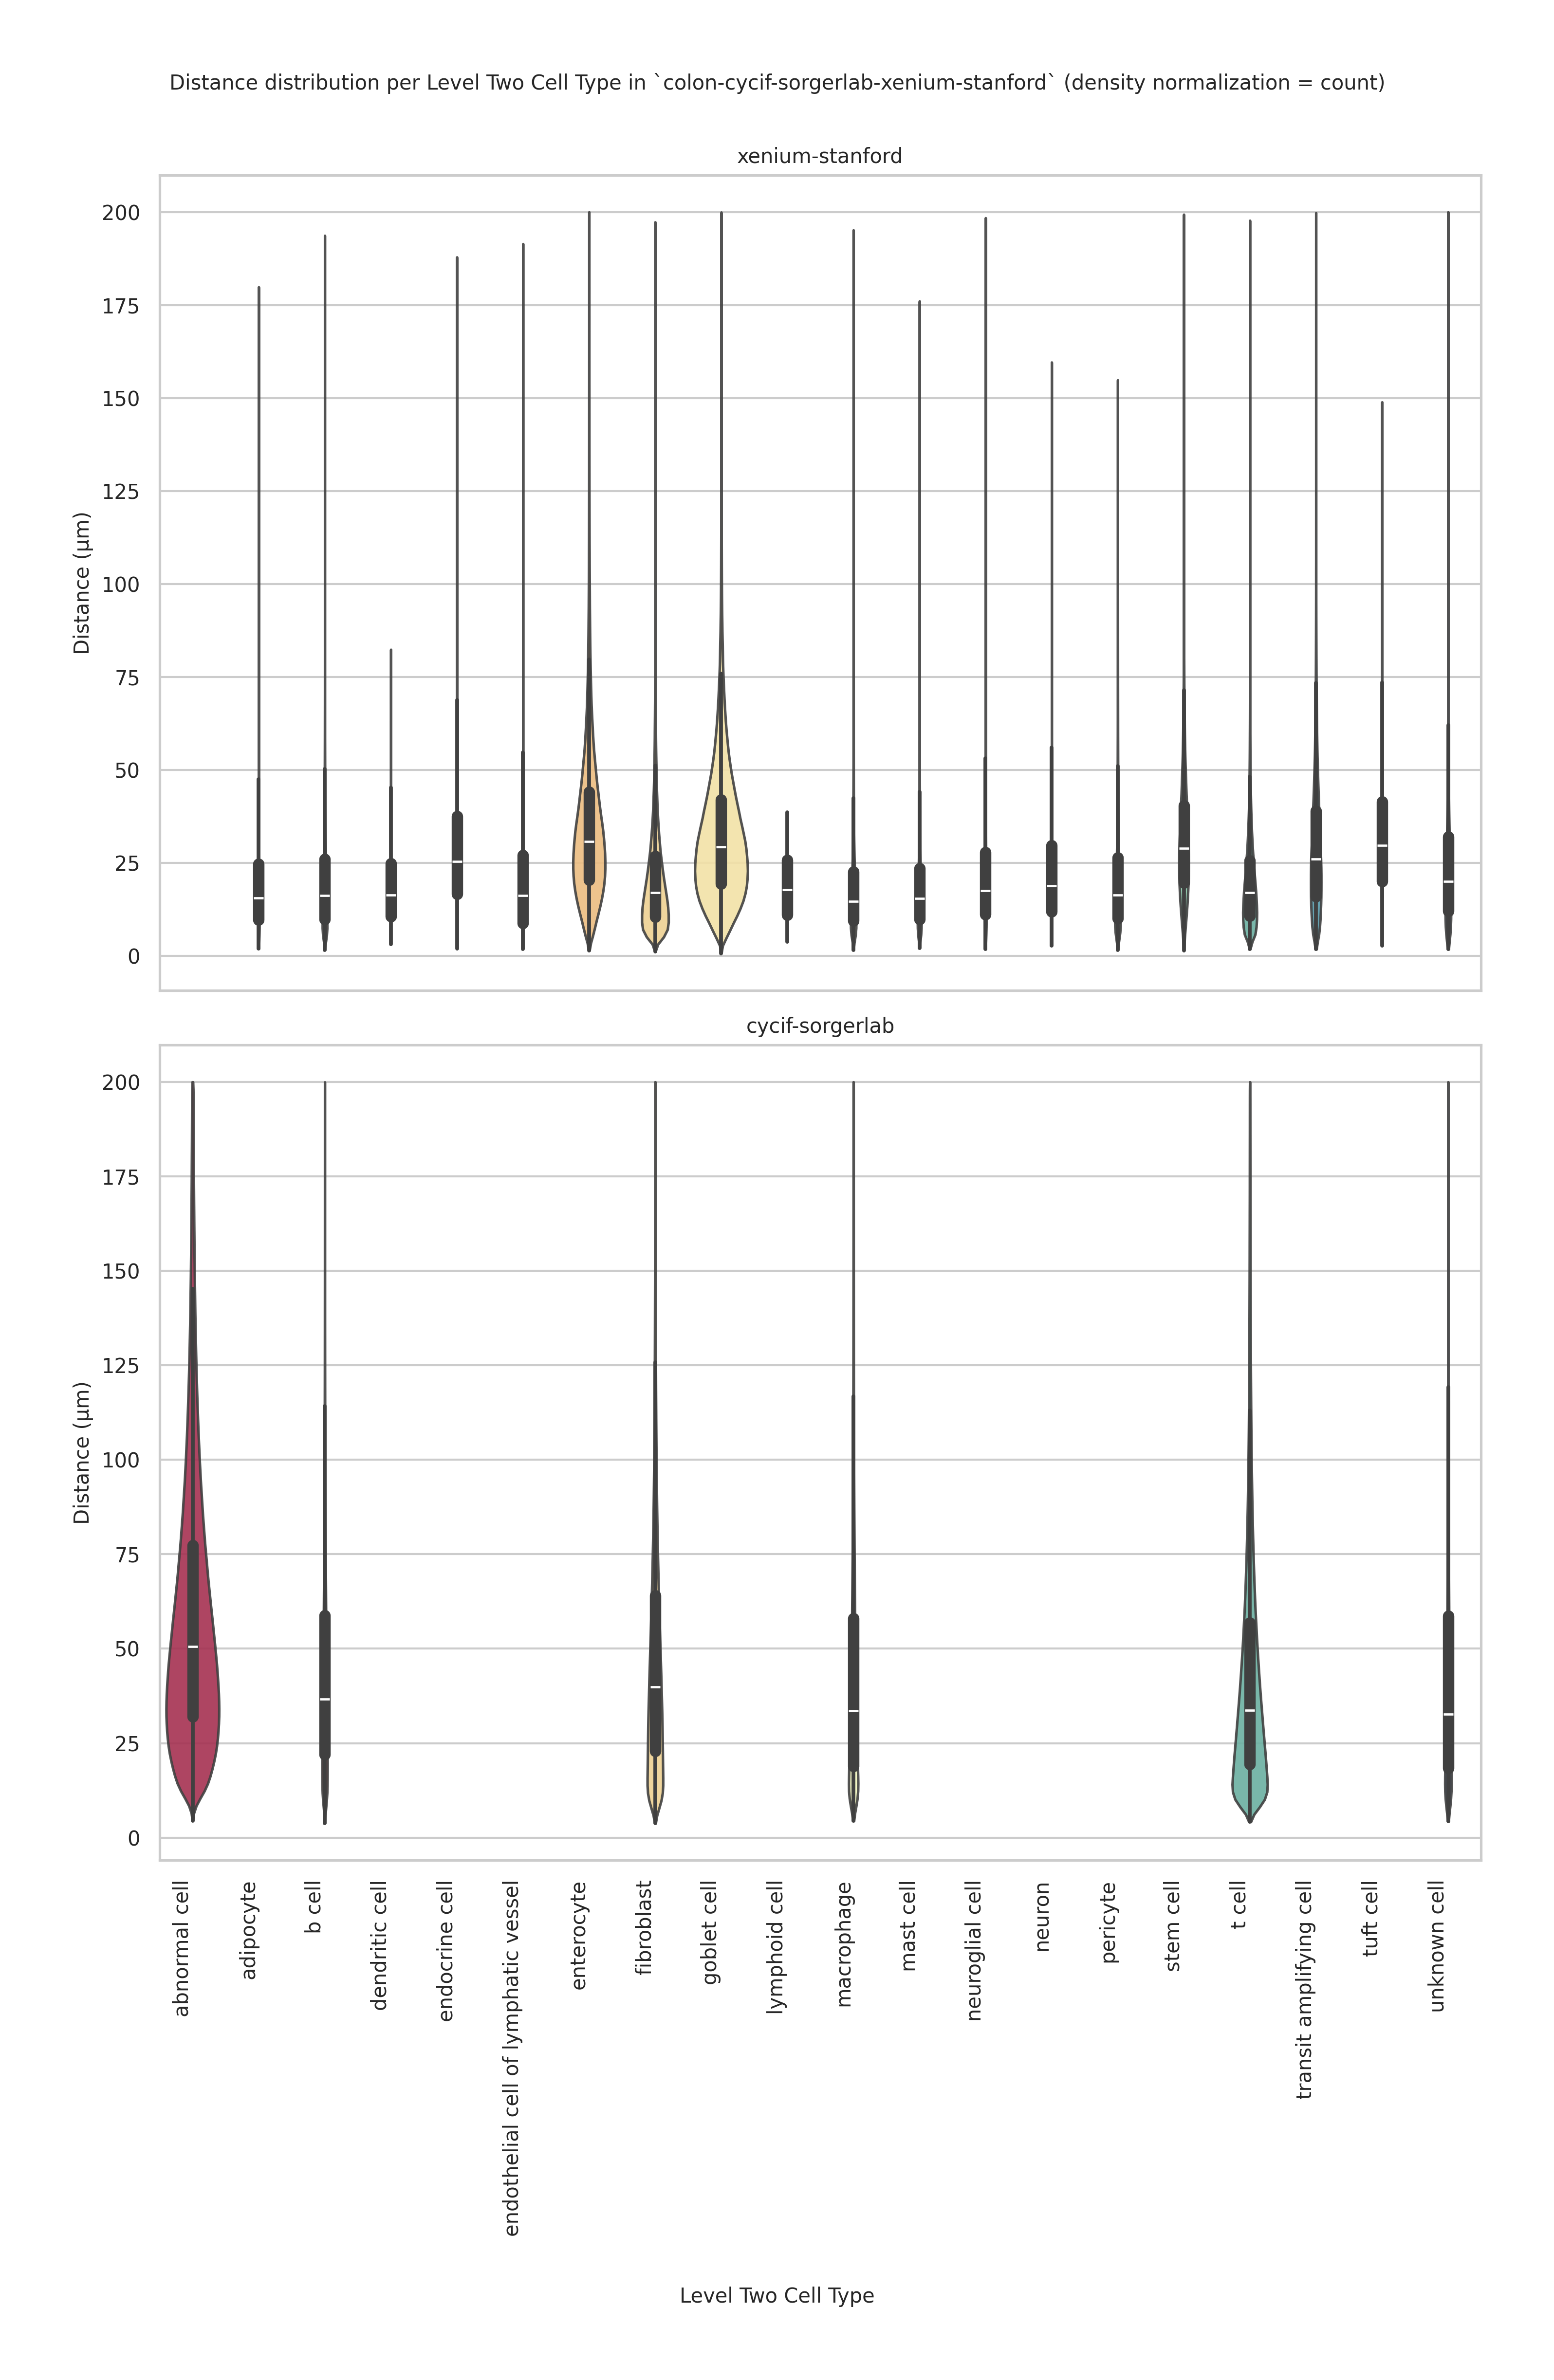 Distance distribution per Level Two Cell Type in `colon-cycif-sorgerlab-xenium-stanford` (density normalization = count)
xenium-stanford
200
175
150
125
100
75
50
25
0
Distance (μm)
cycif-sorgerlab
200
175
150
125
100
75
50
25
0
Distance (μm)
abnormal cell
adipocyte
b cell
dendritic cell
endocrine cell
endothelial cell of lymphatic vessel
enterocyte
fibroblast
goblet cell
lymphoid cell
macrophage
mast cell
neuroglial cell
neuron
pericyte
stem cell
t cell
transit amplifying cell
tuft cell
unknown cell
Level Two Cell Type